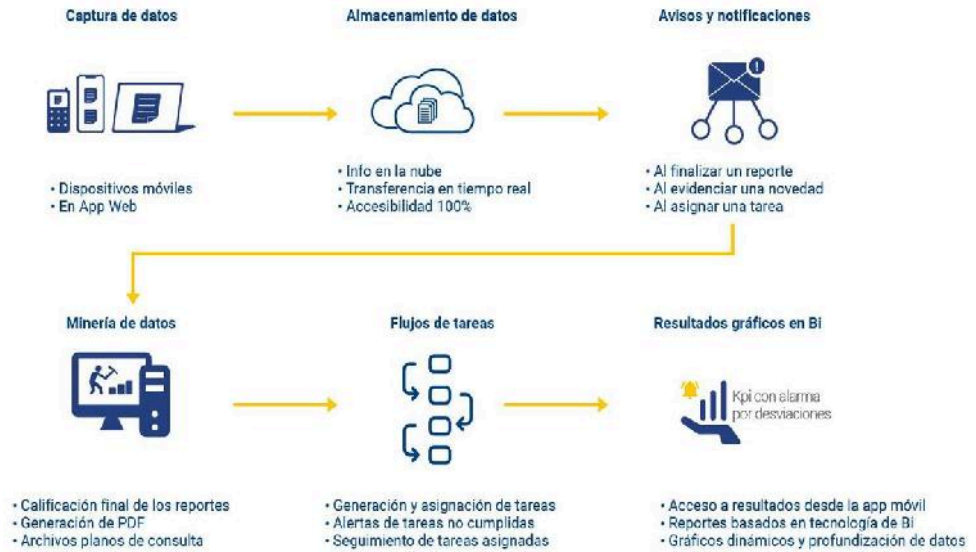 Captura de datos
Almacenamiento de datos
Avisos y notificaciones
• Dispositivos móviles
• En App Web
• Info en la nube
• Transferencia en tiempo real
• Accesibilidad 100%
• Al finalizar un reporte
• Al evidenciar una novedad
• Al asignar una tarea
Minería de datos
Flujos de tareas
Resultados gráficos en Bi
Kpi con alarma
por desviaciones
• Calificación final de los reportes
• Generación de PDF
• Archivos planos de consulta
• Generación y asignación de tareas
• Alertas de tareas no cumplidas
• Seguimiento de tareas asignadas
• Acceso a resultados desde la app móvil
• Reportes basados en tecnología de Bi
• Gráficos dinámicos y profundización de datos